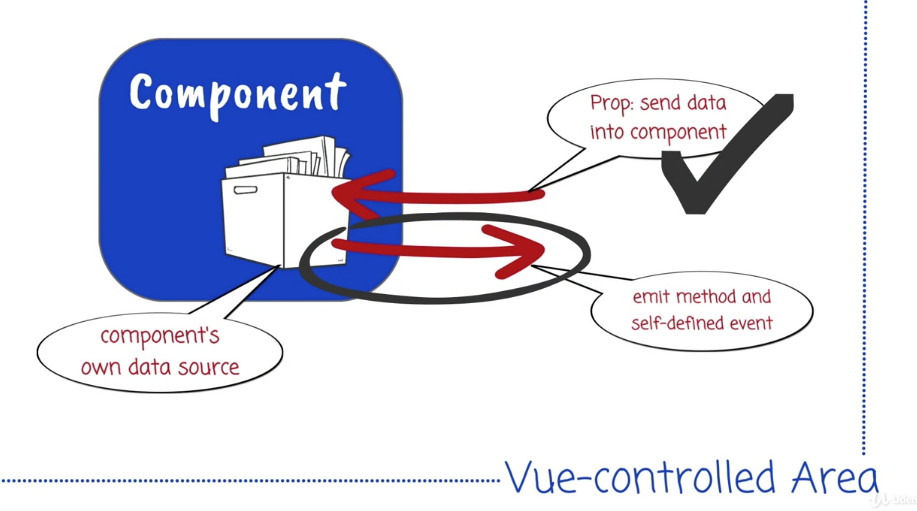 Component
Prop: send data
into component
emit method and
self-defined event
component's
own data source
Vue-controlled Area